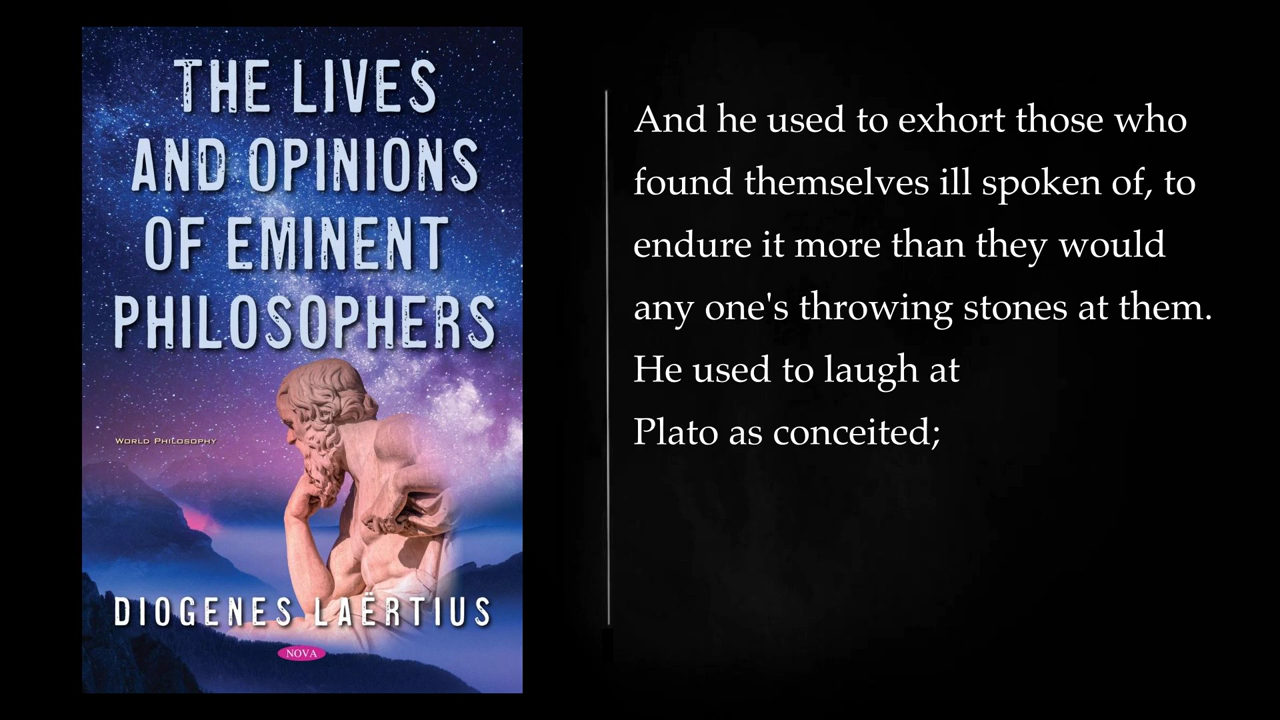 THE LIVES
AND OPINIONS
OF EMINENT
PHILOSOPHERS
WORLD PHILOSOPHY
DIOGENES LAËRTIUS
NOVA
And he used to exhort those who
found themselves ill spoken of, to
endure it more than they would
any one's throwing stones at them.
He used to laugh at
Plato as conceited;